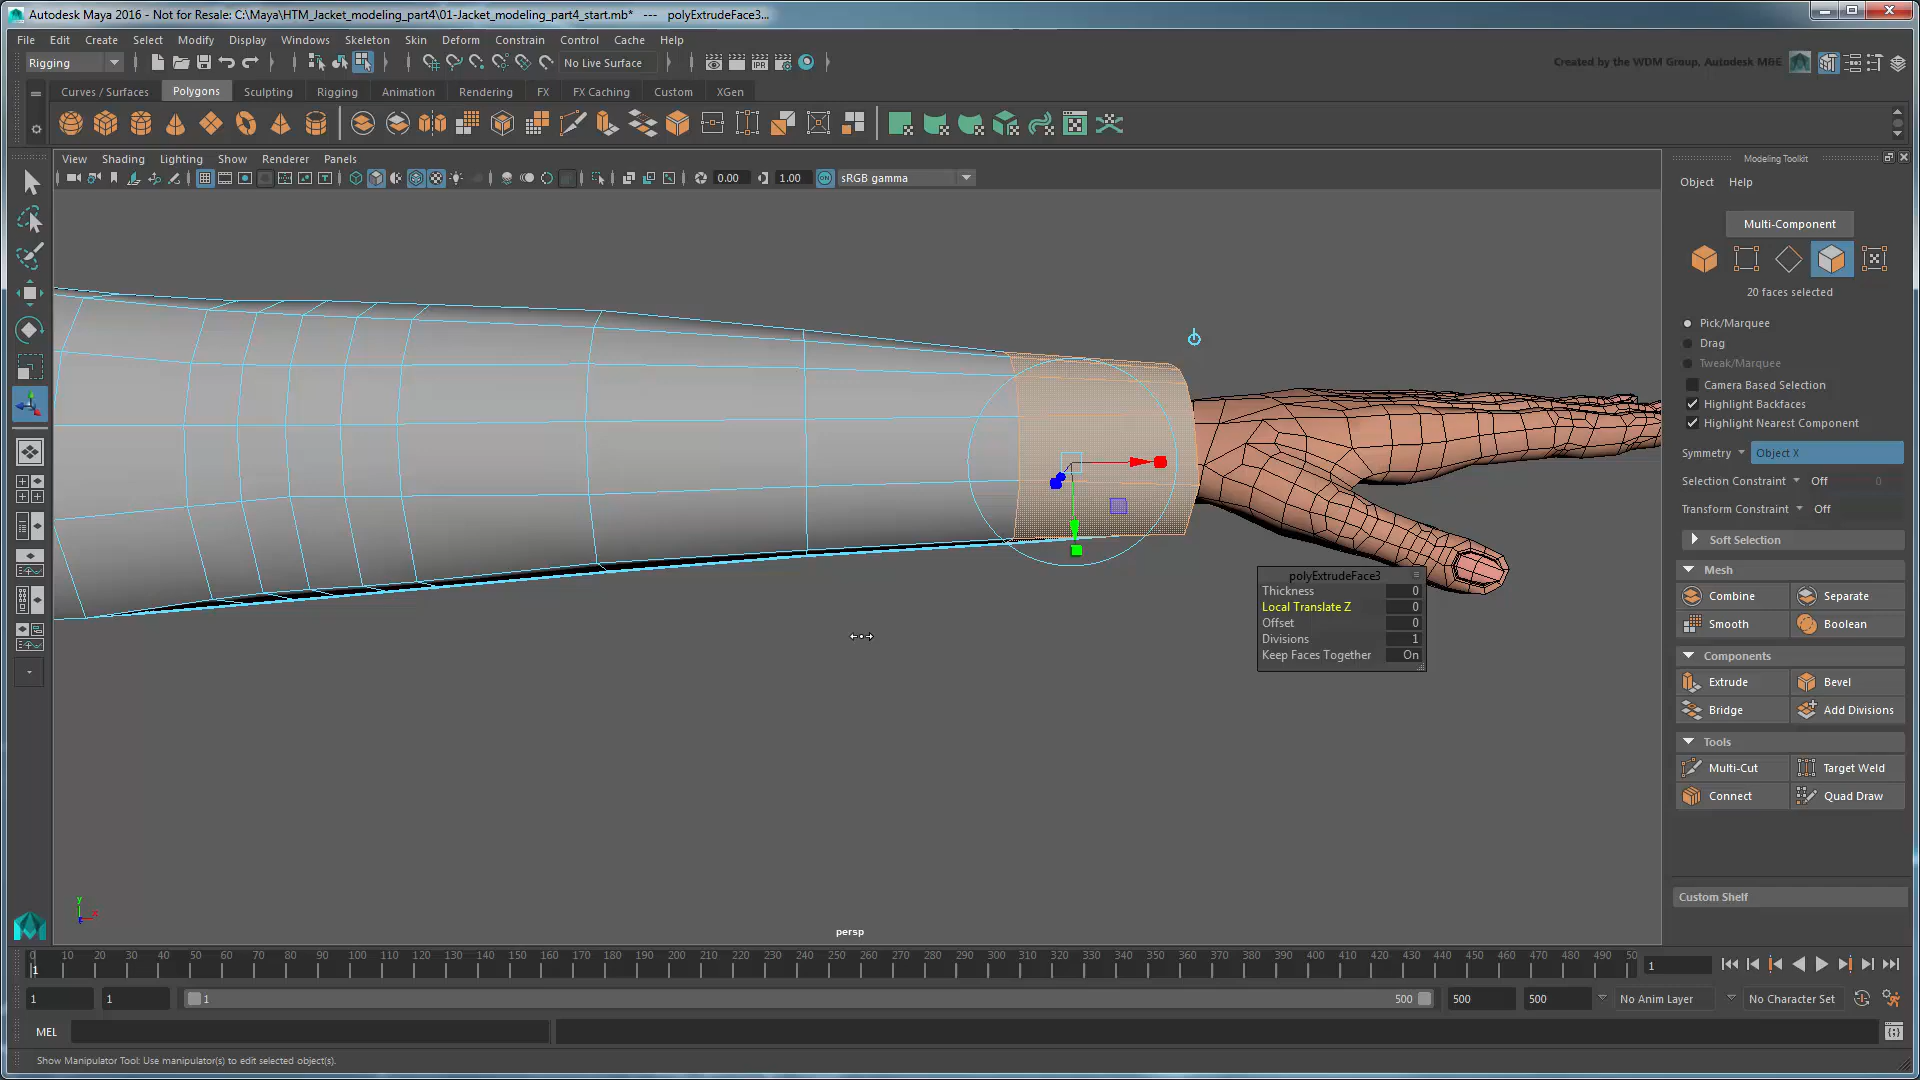 Autodesk Maya 2016 - Not for Resale: C:\Maya\HTM_Jacket_modeling_part4\01-Jacket_modeling_part4_start.mb* --- polyExtrudeFace3...
File Edit Create Select Modify Display Windows Skeleton Skin Deform Constrain Control Cache Help
Rigging No Live Surface Created by the WDM Group, Autodesk M&E
Curves / Surfaces Polygons Sculpting Rigging Animation Rendering FX FX Caching Custom XGen
View Shading Lighting Show Renderer Panels
0.00 1.00 ON sRGB gamma
Modeling Toolkit
Object Help
Multi-Component
20 faces selected
Pick/Marquee
Drag
Tweak/Marquee
Camera Based Selection
Highlight Backfaces
Highlight Nearest Component
Symmetry Object X
Selection Constraint Off 0
Transform Constraint Off
Soft Selection
Mesh
Combine Separate
Smooth Boolean
Components
Extrude Bevel
Bridge Add Divisions
Tools
Multi-Cut Target Weld
Connect Quad Draw
Custom Shelf
polyExtrudeFace3
Thickness 0
Local Translate Z 0
Offset 0
Divisions 1
Keep Faces Together On
y
x
z
persp
0 10 20 30 40 50 60 70 80 90 100 110 120 130 140 150 160 170 180 190 200 210 220 230 240 250 260 270 280 290 300 310 320 330 340 350 360 370 380 390 400 410 420 430 440 450 460 470 480 490 50
1 1
1 1 1 500 500 500 No Anim Layer No Character Set
MEL
Show Manipulator Tool: Use manipulator(s) to edit selected object(s).